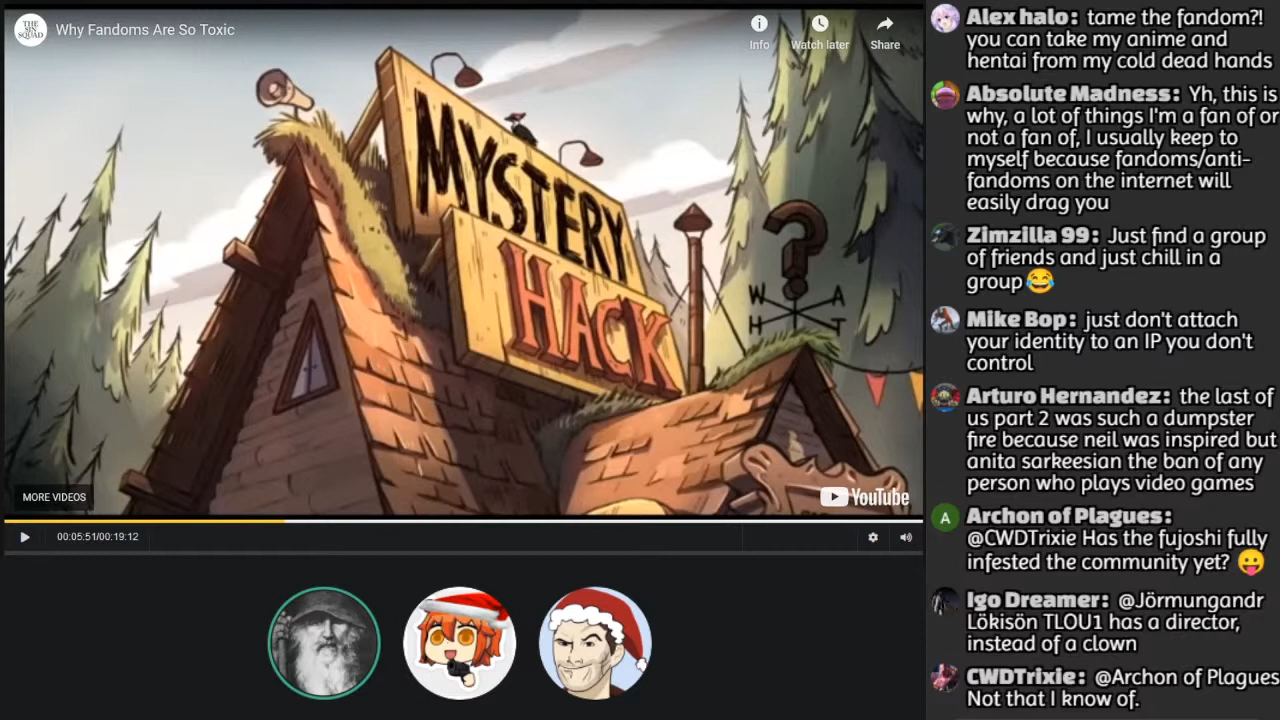 THE
SIN
SQUAD
Why Fandoms Are So Toxic
Info
Watch later
Share
MYSTERY
HACK
W A
H T
MORE VIDEOS
YouTube
00:05:51/00:19:12
Alex halo: tame the fandom?!
you can take my anime and
hentai from my cold dead hands
Absolute Madness: Yh, this is
why, a lot of things I'm a fan of or
not a fan of, I usually keep to
myself because fandoms/anti-
fandoms on the internet will
easily drag you
Zimzilla 99: Just find a group
of friends and just chill in a
group😂
Mike Bop: just don't attach
your identity to an IP you don't
control
Arturo Hernandez: the last of
us part 2 was such a dumpster
fire because neil was inspired but
anita sarkeesian the ban of any
person who plays video games
A
Archon of Plagues:
@CWDTrixie Has the fujoshi fully
infested the community yet? 😛
Igo Dreamer: @Jörmungandr
Lökisön TLOU1 has a director,
instead of a clown
CWDTrixie: @Archon of Plagues
Not that I know of.